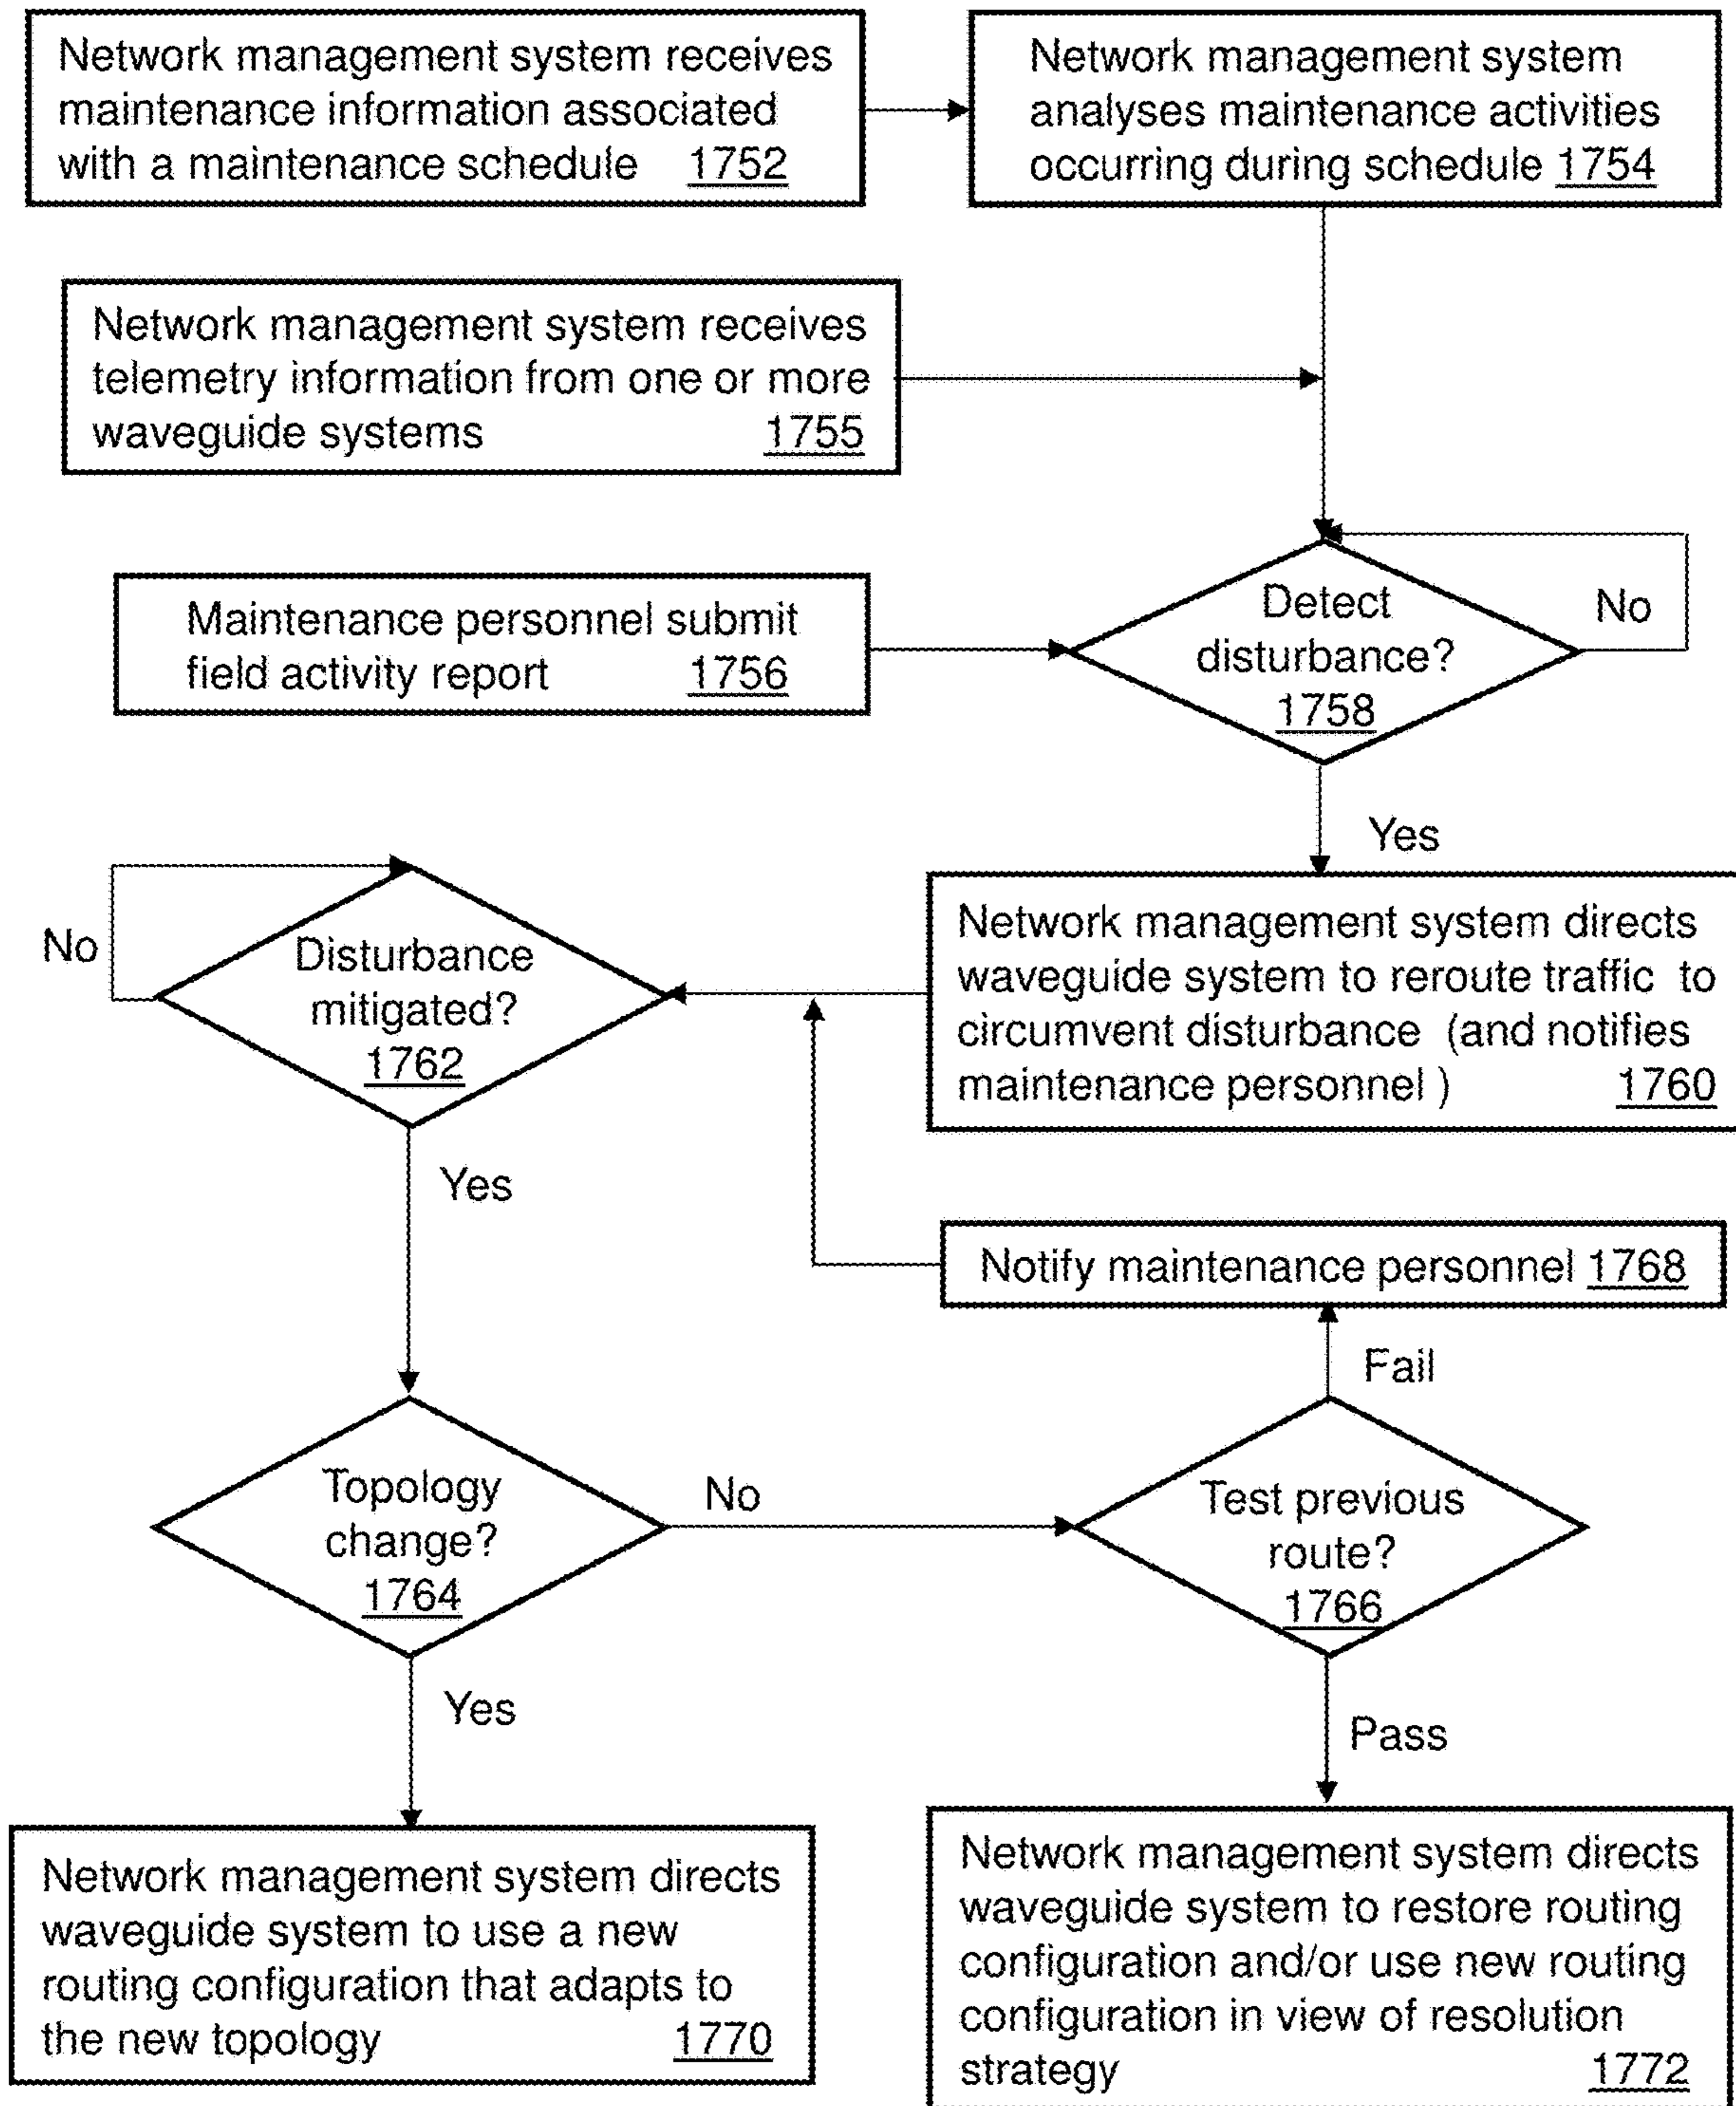 Network management system receives
maintenance information associated
with a maintenance schedule 1752
Network management system
analyses maintenance activities
occurring during schedule 1754
Network management system receives
telemetry information from one or more
waveguide systems 1755
Maintenance personnel submit
field activity report 1756
Detect
disturbance?
1758
No
Yes
Network management system directs
waveguide system to reroute traffic to
circumvent disturbance (and notifies
maintenance personnel ) 1760
No
Disturbance
mitigated?
1762
Yes
Notify maintenance personnel 1768
Fail
Topology
change?
1764
No
Test previous
route?
1766
Yes
Pass
Network management system directs
waveguide system to use a new
routing configuration that adapts to
the new topology 1770
Network management system directs
waveguide system to restore routing
configuration and/or use new routing
configuration in view of resolution
strategy 1772